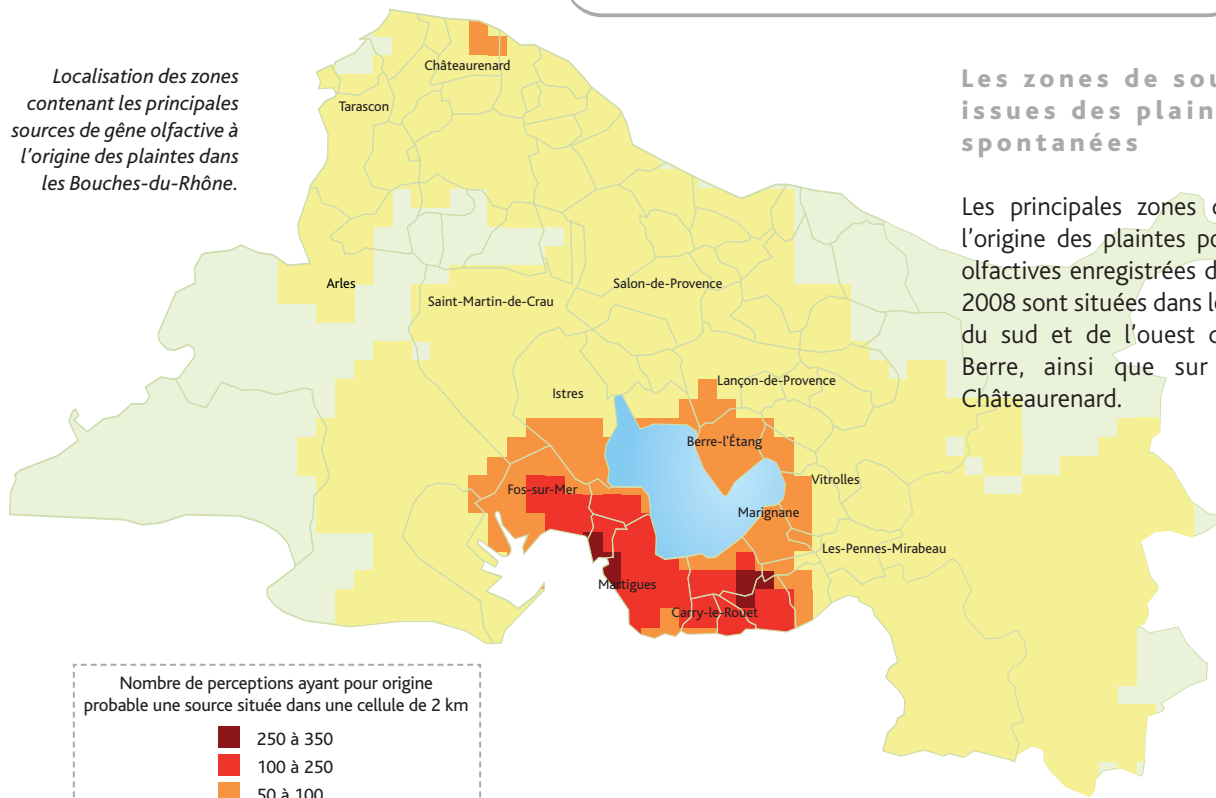 Localisation des zones
contenant les principales
sources de gêne olfactive à
l'origine des plaintes dans
les Bouches-du-Rhône.
Châteaurenard
Tarascon
Arles
Saint-Martin-de-Crau
Salon-de-Provence
Istres
Lançon-de-Provence
Berre-l'Étang
Fos-sur-Mer
Vitrolles
Marignane
Les-Pennes-Mirabeau
Martigues
Carry-le-Rouet
Les zones de
issues des
spontanées
Les principales zones
l'origine des plaintes
olfactives enregistrées
2008 sont situées dans
du sud et de l'ouest
Berre, ainsi que sur
Châteaurenard.
Nombre de perceptions ayant pour origine
probable une source située dans une cellule de 2 km
250 à 350
100 à 250
50 à 100